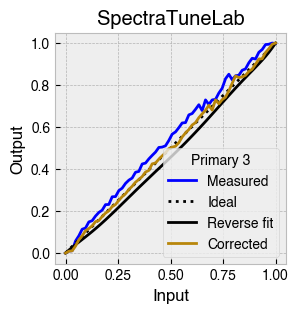 SpectraTuneLab
1.0
0.8
0.6
0.4
0.2
0.0
Output
Primary 3
Measured
Ideal
Reverse fit
Corrected
0.00 0.25 0.50 0.75 1.00
Input